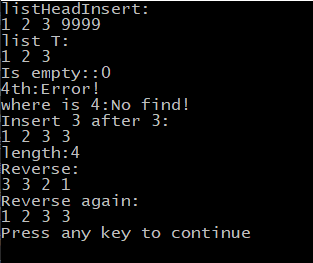 listHeadInsert:
1 2 3 9999
list T:
1 2 3
Is empty::0
4th:Error!
where is 4:No find!
Insert 3 after 3:
1 2 3 3
length:4
Reverse:
3 3 2 1
Reverse again:
1 2 3 3
Press any key to continue